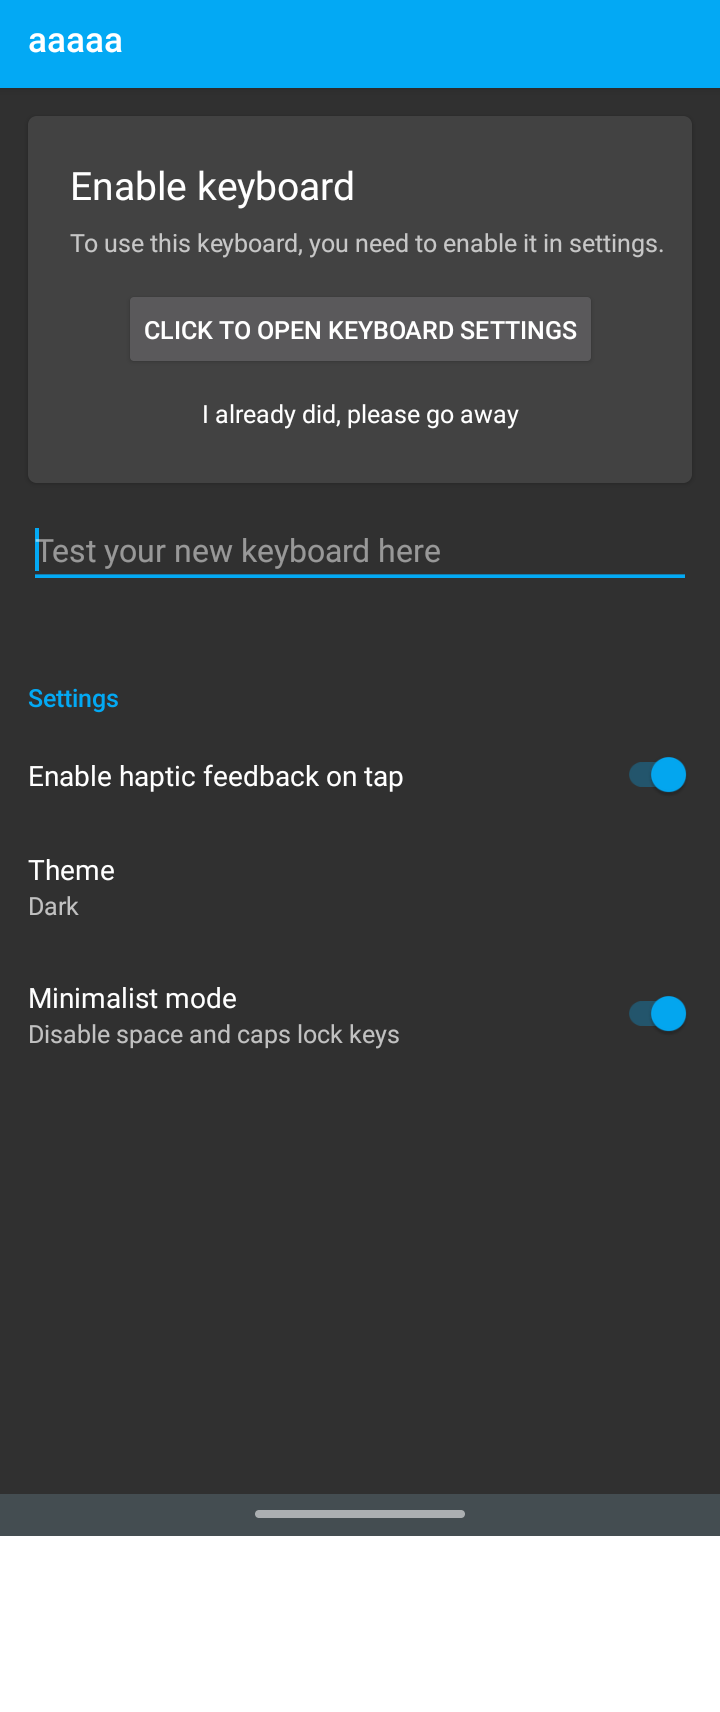 aaaaa
Enable keyboard
To use this keyboard, you need to enable it in settings.
CLICK TO OPEN KEYBOARD SETTINGS
I already did, please go away
Test your new keyboard here
Settings
Enable haptic feedback on tap
Theme
Dark
Minimalist mode
Disable space and caps lock keys